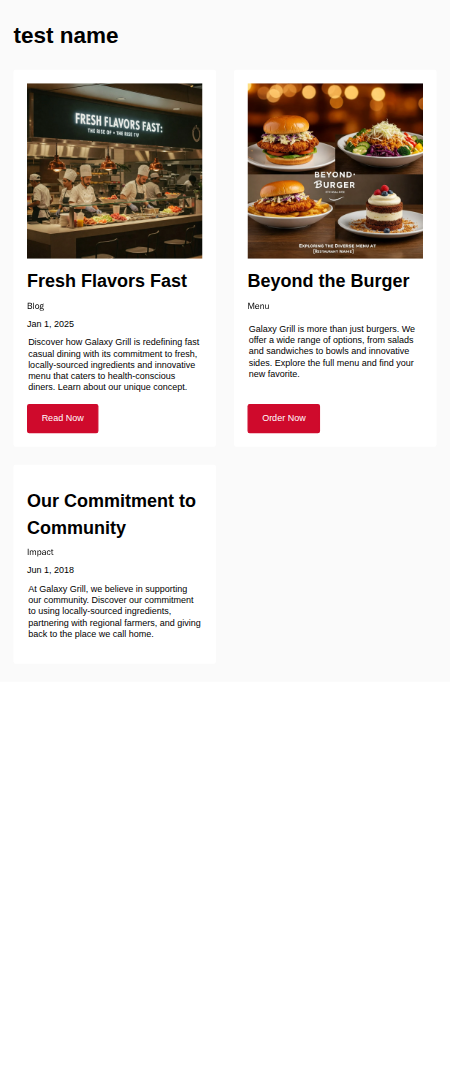 test name
FRESH FLAVORS FAST:
Fresh Flavors Fast
Blog
Jan 1, 2025
Discover how Galaxy Grill is redefining fast
casual dining with its commitment to fresh,
locally-sourced ingredients and innovative
menu that caters to health-conscious
diners. Learn about our unique concept.
Read Now
BEYOND·
BURGER
EXPLORING THE DIVERSE MENU AT
[RESTAURANT NAME]
Beyond the Burger
Menu
Galaxy Grill is more than just burgers. We
offer a wide range of options, from salads
and sandwiches to bowls and innovative
sides. Explore the full menu and find your
new favorite.
Order Now
Our Commitment to
Community
Impact
Jun 1, 2018
At Galaxy Grill, we believe in supporting
our community. Discover our commitment
to using locally-sourced ingredients,
partnering with regional farmers, and giving
back to the place we call home.